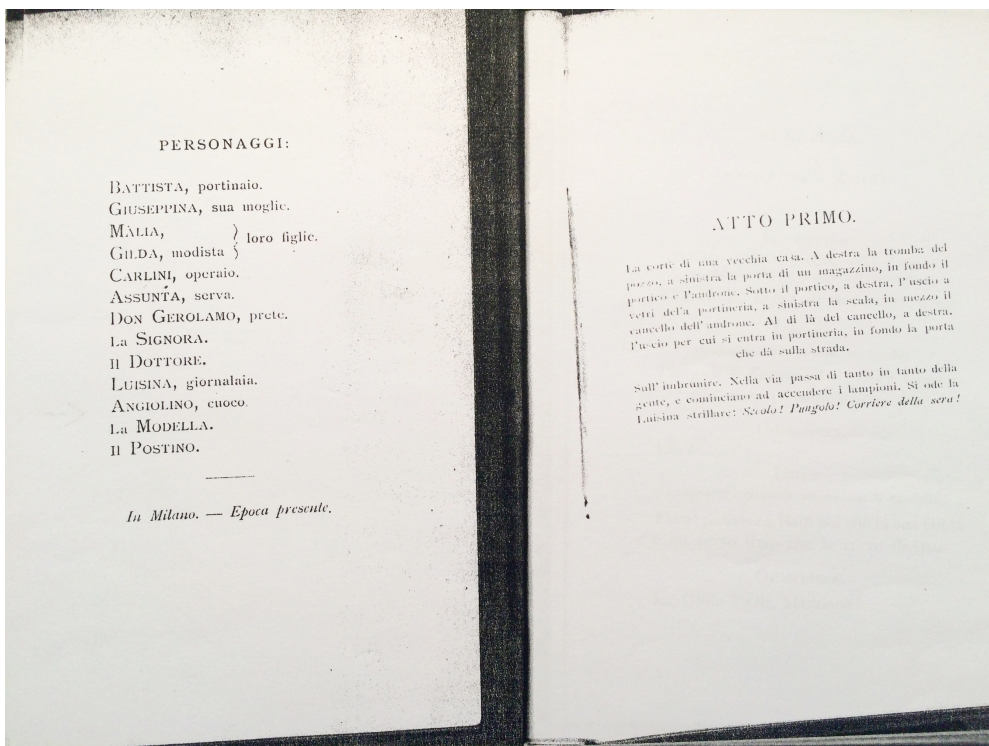 PERSONAGGI:
BATTISTA, portinaio.
GIUSEPPINA, sua moglie.
MÀLIA,
GILDA, modista } loro figlie.
CARLINI, operaio.
ASSUNTA, serva.
DON GEROLAMO, prete.
La SIGNORA.
Il DOTTORE.
LUISINA, giornalaia.
ANGIOLINO, cuoco.
La MODELLA.
Il POSTINO.
In Milano. — Epoca presente.
ATTO PRIMO.
La corte di una vecchia casa. A destra la tromba del
pozzo, a sinistra la porta di un magazzino, in fondo il
portico e l'androne. Sotto il portico, a destra, l'uscio a
vetri della portineria, a sinistra la scala, in mezzo il
cancello dell'androne. Al di là del cancello, a destra,
l'uscio per cui si entra in portineria, in fondo la porta
che dà sulla strada.
Sull'imbrunire. Nella via passa di tanto in tanto della
gente, e cominciano ad accendere i lampioni. Si ode la
Luisina strillare: Secolo! Pungolo! Corriere della sera!